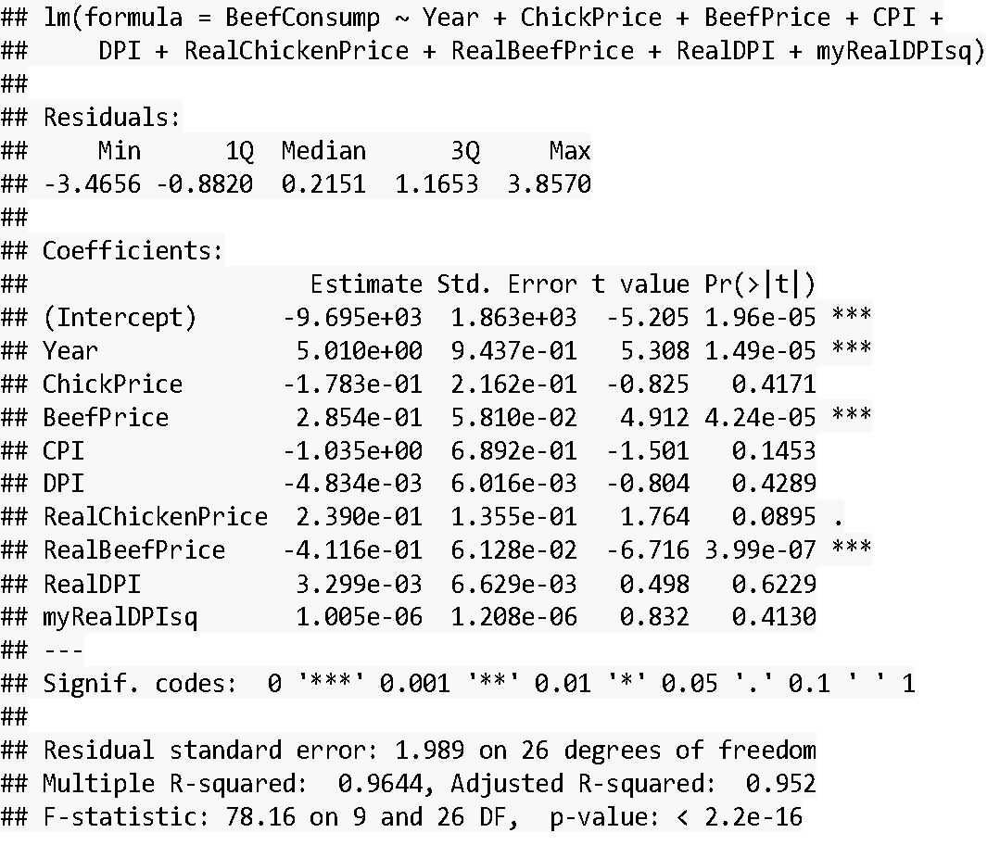 ## lm(formula = BeefConsump ~ Year + ChickPrice + BeefPrice + CPI +
##     DPI + RealChickenPrice + RealBeefPrice + RealDPI + myRealDPIsq)
##
## Residuals:
##     Min      1Q  Median      3Q     Max
## -3.4656 -0.8820  0.2151  1.1653  3.8570
##
## Coefficients:
##                    Estimate Std. Error t value Pr(>|t|)
## (Intercept)      -9.695e+03  1.863e+03  -5.205 1.96e-05 ***
## Year              5.010e+00  9.437e-01   5.308 1.49e-05 ***
## ChickPrice       -1.783e-01  2.162e-01  -0.825   0.4171
## BeefPrice         2.854e-01  5.810e-02   4.912 4.24e-05 ***
## CPI              -1.035e+00  6.892e-01  -1.501   0.1453
## DPI              -4.834e-03  6.016e-03  -0.804   0.4289
## RealChickenPrice  2.390e-01  1.355e-01   1.764   0.0895 .
## RealBeefPrice    -4.116e-01  6.128e-02  -6.716 3.99e-07 ***
## RealDPI           3.299e-03  6.629e-03   0.498   0.6229
## myRealDPIsq       1.005e-06  1.208e-06   0.832   0.4130
## ---
## Signif. codes:  0 '***' 0.001 '**' 0.01 '*' 0.05 '.' 0.1 ' ' 1
##
## Residual standard error: 1.989 on 26 degrees of freedom
## Multiple R-squared:  0.9644, Adjusted R-squared:  0.952
## F-statistic: 78.16 on 9 and 26 DF,  p-value: < 2.2e-16